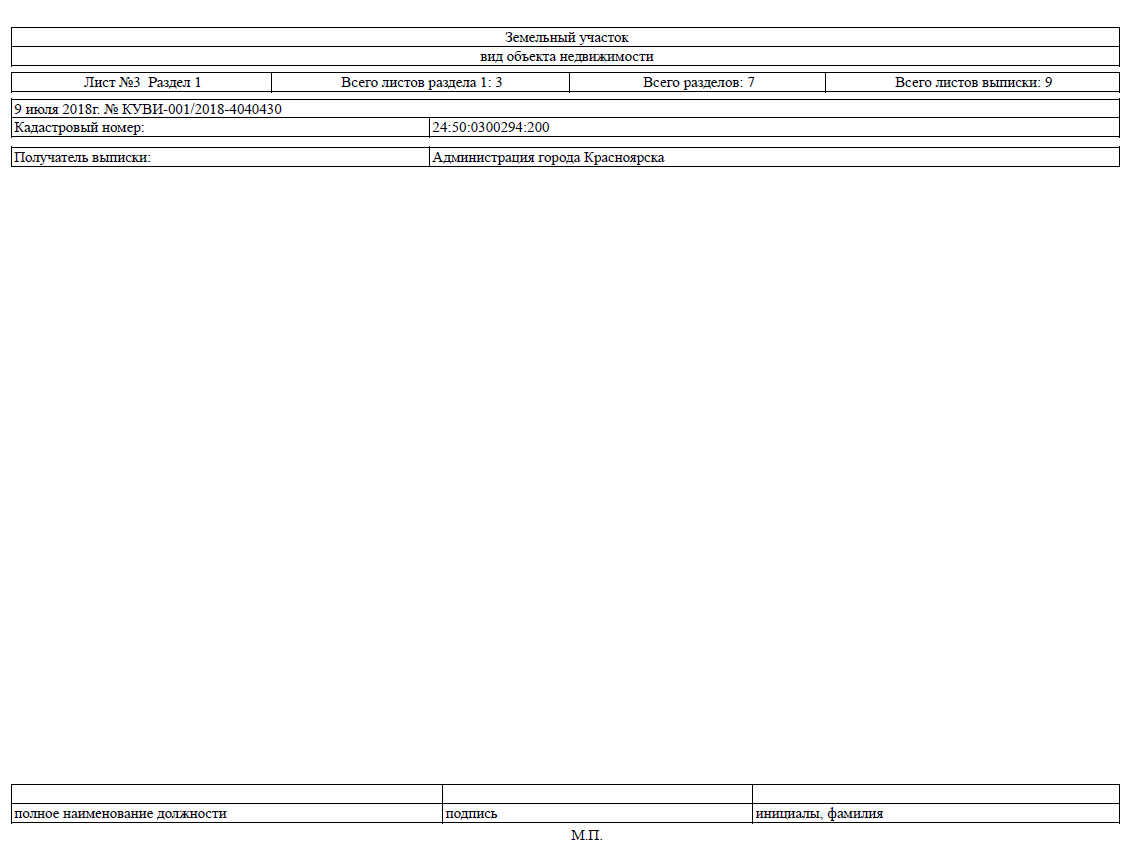 Земельный участок
вид объекта недвижимости
Лист №3 Раздел 1 Всего листов раздела 1: 3 Всего разделов: 7 Всего листов выписки: 9
9 июля 2018г. № КУВИ-001/2018-4040430
Кадастровый номер: 24:50:0300294:200
Получатель выписки: Администрация города Красноярска
полное наименование должности подпись инициалы, фамилия
М.П.